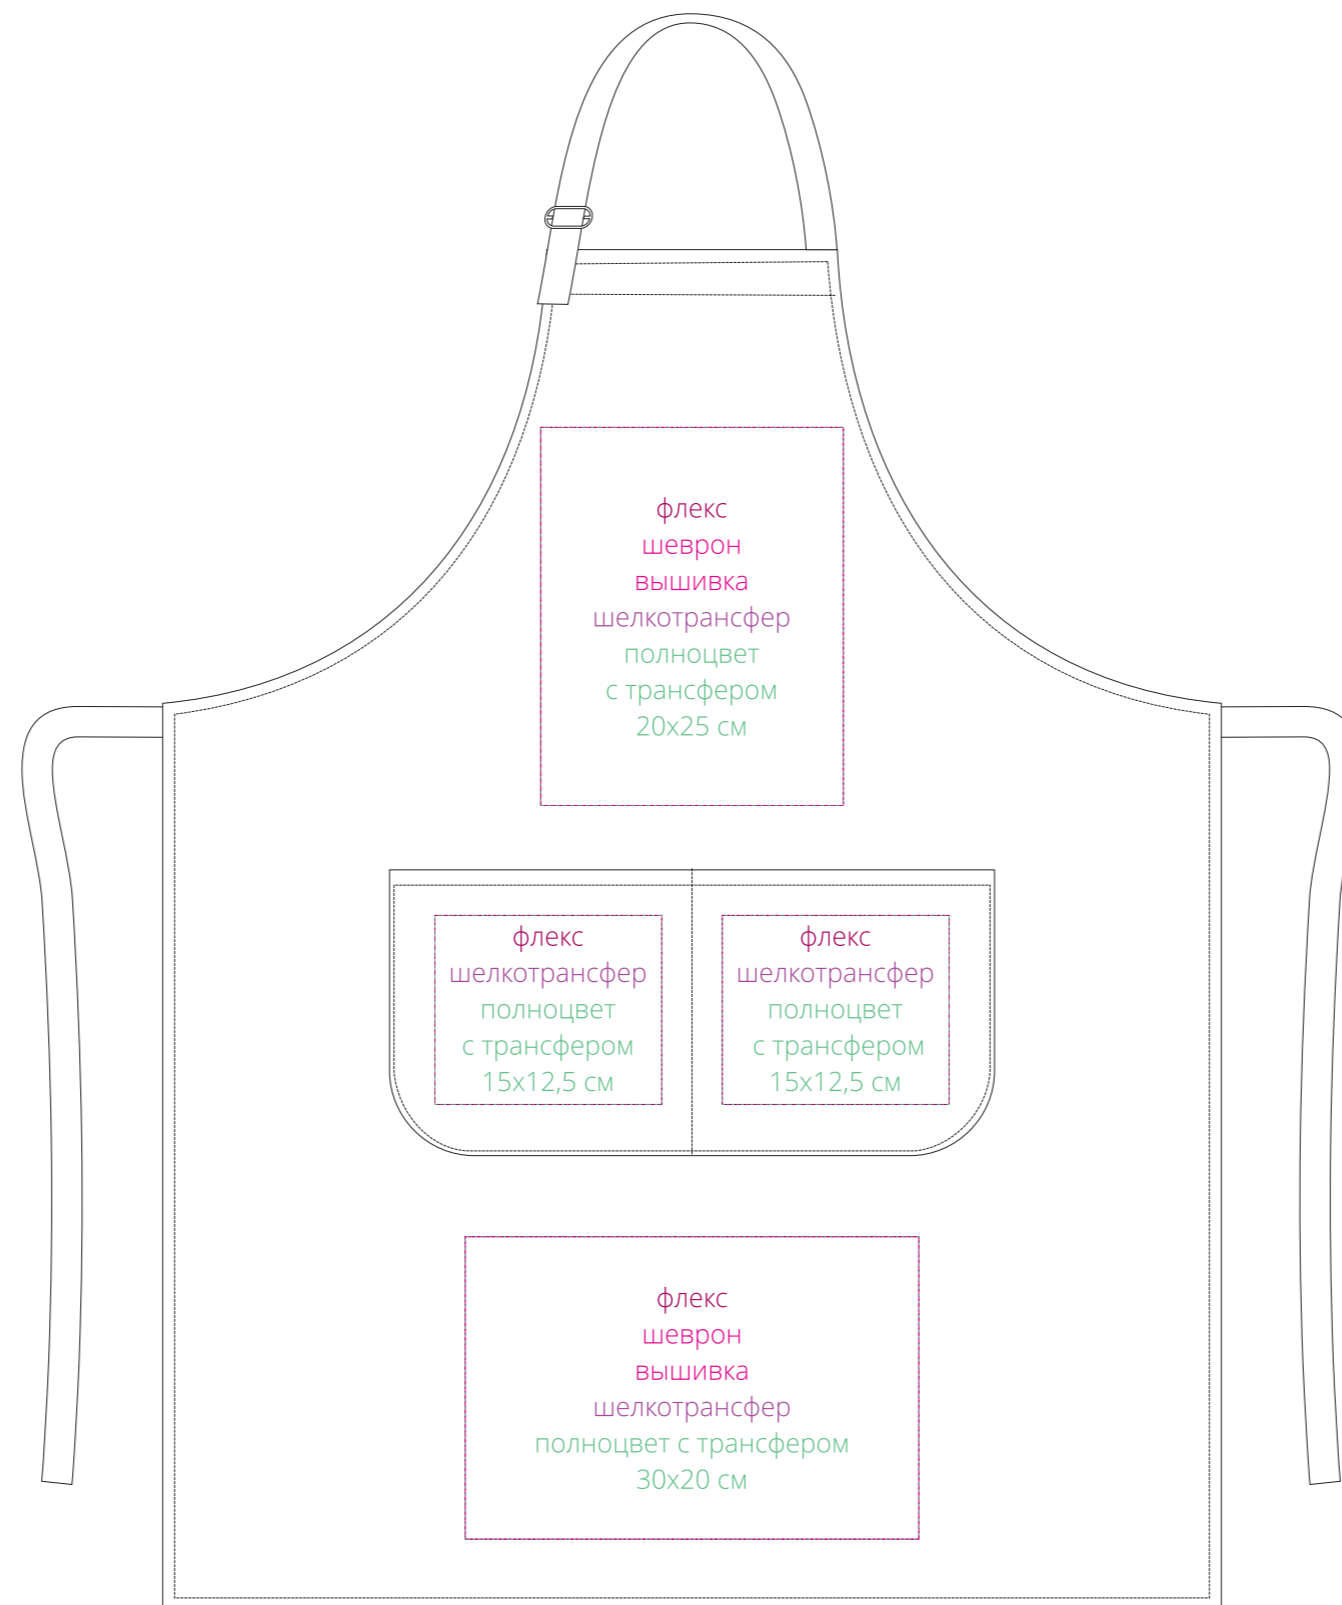 флекс
шеврон
вышивка
шелкотрансфер
полноцвет
с трансфером
20х25 см
флекс
шелкотрансфер
полноцвет
с трансфером
15х12,5 см
флекс
шелкотрансфер
полноцвет
с трансфером
15х12,5 см
флекс
шеврон
вышивка
шелкотрансфер
полноцвет с трансфером
30х20 см